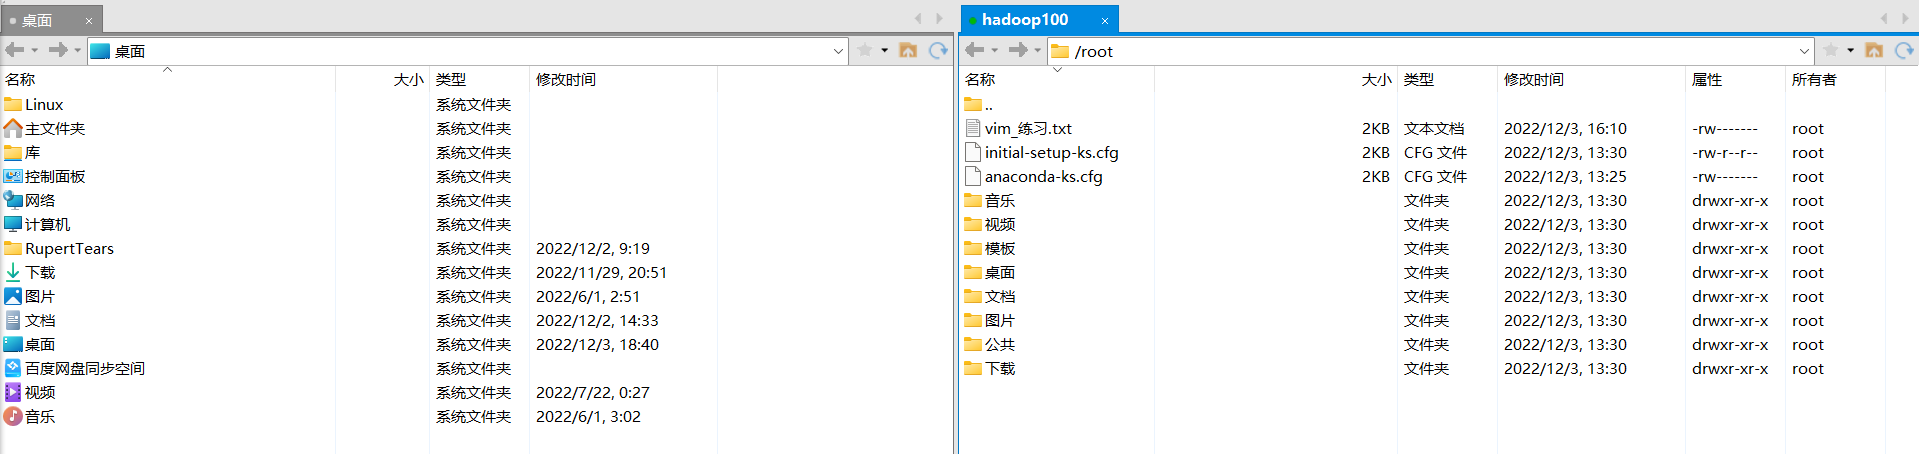 桌面
桌面
名称 大小 类型 修改时间
Linux 系统文件夹
主文件夹 系统文件夹
库 系统文件夹
控制面板 系统文件夹
网络 系统文件夹
计算机 系统文件夹
RupertTears 系统文件夹 2022/12/2, 9:19
下载 系统文件夹 2022/11/29, 20:51
图片 系统文件夹 2022/6/1, 2:51
文档 系统文件夹 2022/12/2, 14:33
桌面 系统文件夹 2022/12/3, 18:40
百度网盘同步空间 系统文件夹
视频 系统文件夹 2022/7/22, 0:27
音乐 系统文件夹 2022/6/1, 3:02
hadoop100
/root
名称 大小 类型 修改时间 属性 所有者
..
vim_练习.txt 2KB 文本文档 2022/12/3, 16:10 -rw------- root
initial-setup-ks.cfg 2KB CFG 文件 2022/12/3, 13:30 -rw-r--r-- root
anaconda-ks.cfg 2KB CFG 文件 2022/12/3, 13:25 -rw------- root
音乐 文件夹 2022/12/3, 13:30 drwxr-xr-x root
视频 文件夹 2022/12/3, 13:30 drwxr-xr-x root
模板 文件夹 2022/12/3, 13:30 drwxr-xr-x root
桌面 文件夹 2022/12/3, 13:30 drwxr-xr-x root
文档 文件夹 2022/12/3, 13:30 drwxr-xr-x root
图片 文件夹 2022/12/3, 13:30 drwxr-xr-x root
公共 文件夹 2022/12/3, 13:30 drwxr-xr-x root
下载 文件夹 2022/12/3, 13:30 drwxr-xr-x root